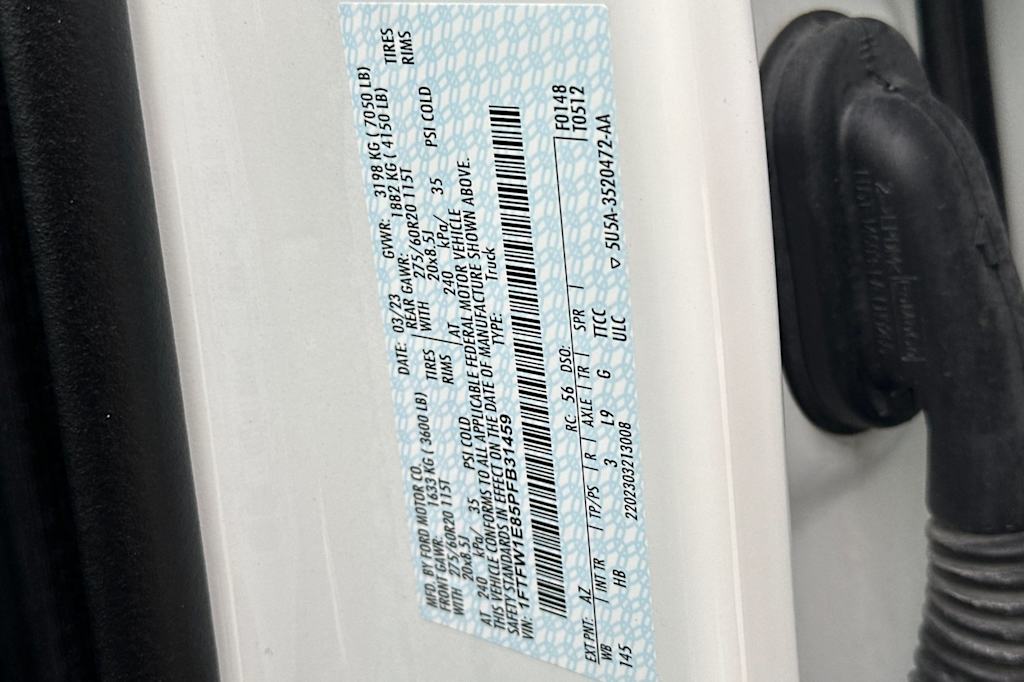 MFD. BY FORD MOTOR CO.
DATE: 03/23 GVWR: 3198 KG ( 7050 LB)
FRONT GAWR: 1633 KG ( 3600 LB) REAR GAWR: 1882 KG ( 4150 LB)
WITH 275/60R20 115T TIRES WITH 275/60R20 115T TIRES
20x8.5J RIMS 20x8.5J RIMS
AT 240 kPa/ 35 PSI COLD AT 240 kPa/ 35 PSI COLD
THIS VEHICLE CONFORMS TO ALL APPLICABLE FEDERAL MOTOR VEHICLE
SAFETY STANDARDS IN EFFECT ON THE DATE OF MANUFACTURE SHOWN ABOVE.
VIN: 1FTFW1E85PFB31459 TYPE: Truck
F0148
T0512
EXT PNT: AZ RC: 56 DSO:
WB INT TR TP/PS R AXLE TR SPR
145 HB 3 L9 G TTCC
ULC
2202303213008
5U5A-3520472-AA